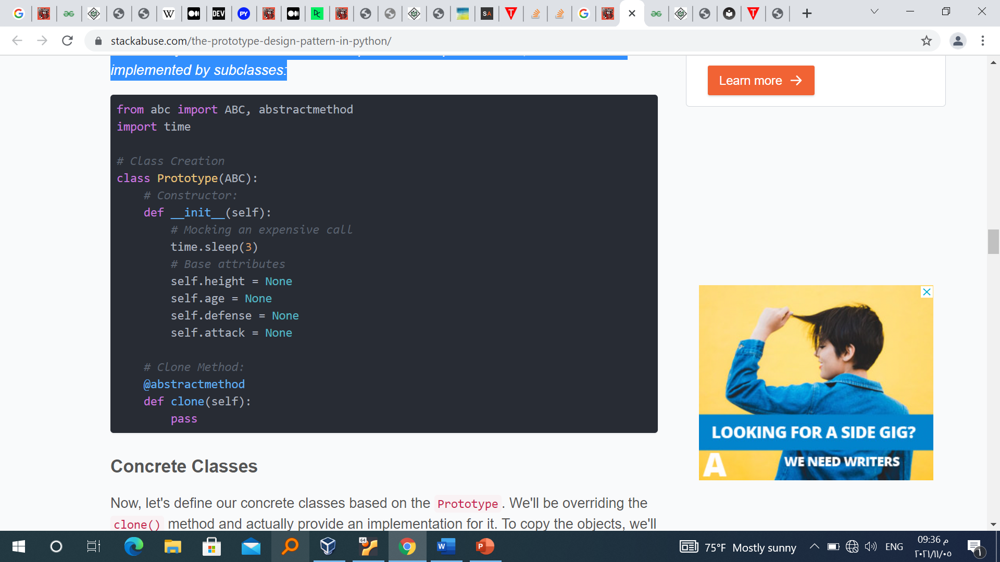 W
DEV
PY
SA
stackabuse.com/the-prototype-design-pattern-in-python/
implemented by subclasses:
Learn more →
from abc import ABC, abstractmethod
import time
# Class Creation
class Prototype(ABC):
    # Constructor:
    def __init__(self):
        # Mocking an expensive call
        time.sleep(3)
        # Base attributes
        self.height = None
        self.age = None
        self.defense = None
        self.attack = None
    # Clone Method:
    @abstractmethod
    def clone(self):
        pass
LOOKING FOR A SIDE GIG?
A WE NEED WRITERS
Concrete Classes
Now, let's define our concrete classes based on the Prototype. We'll be overriding the
clone() method and actually provide an implementation for it. To copy the objects, we'll
64
W
P
75°F Mostly sunny
ENG
09:36 م
٢٠٢١/١١/٠٥
١